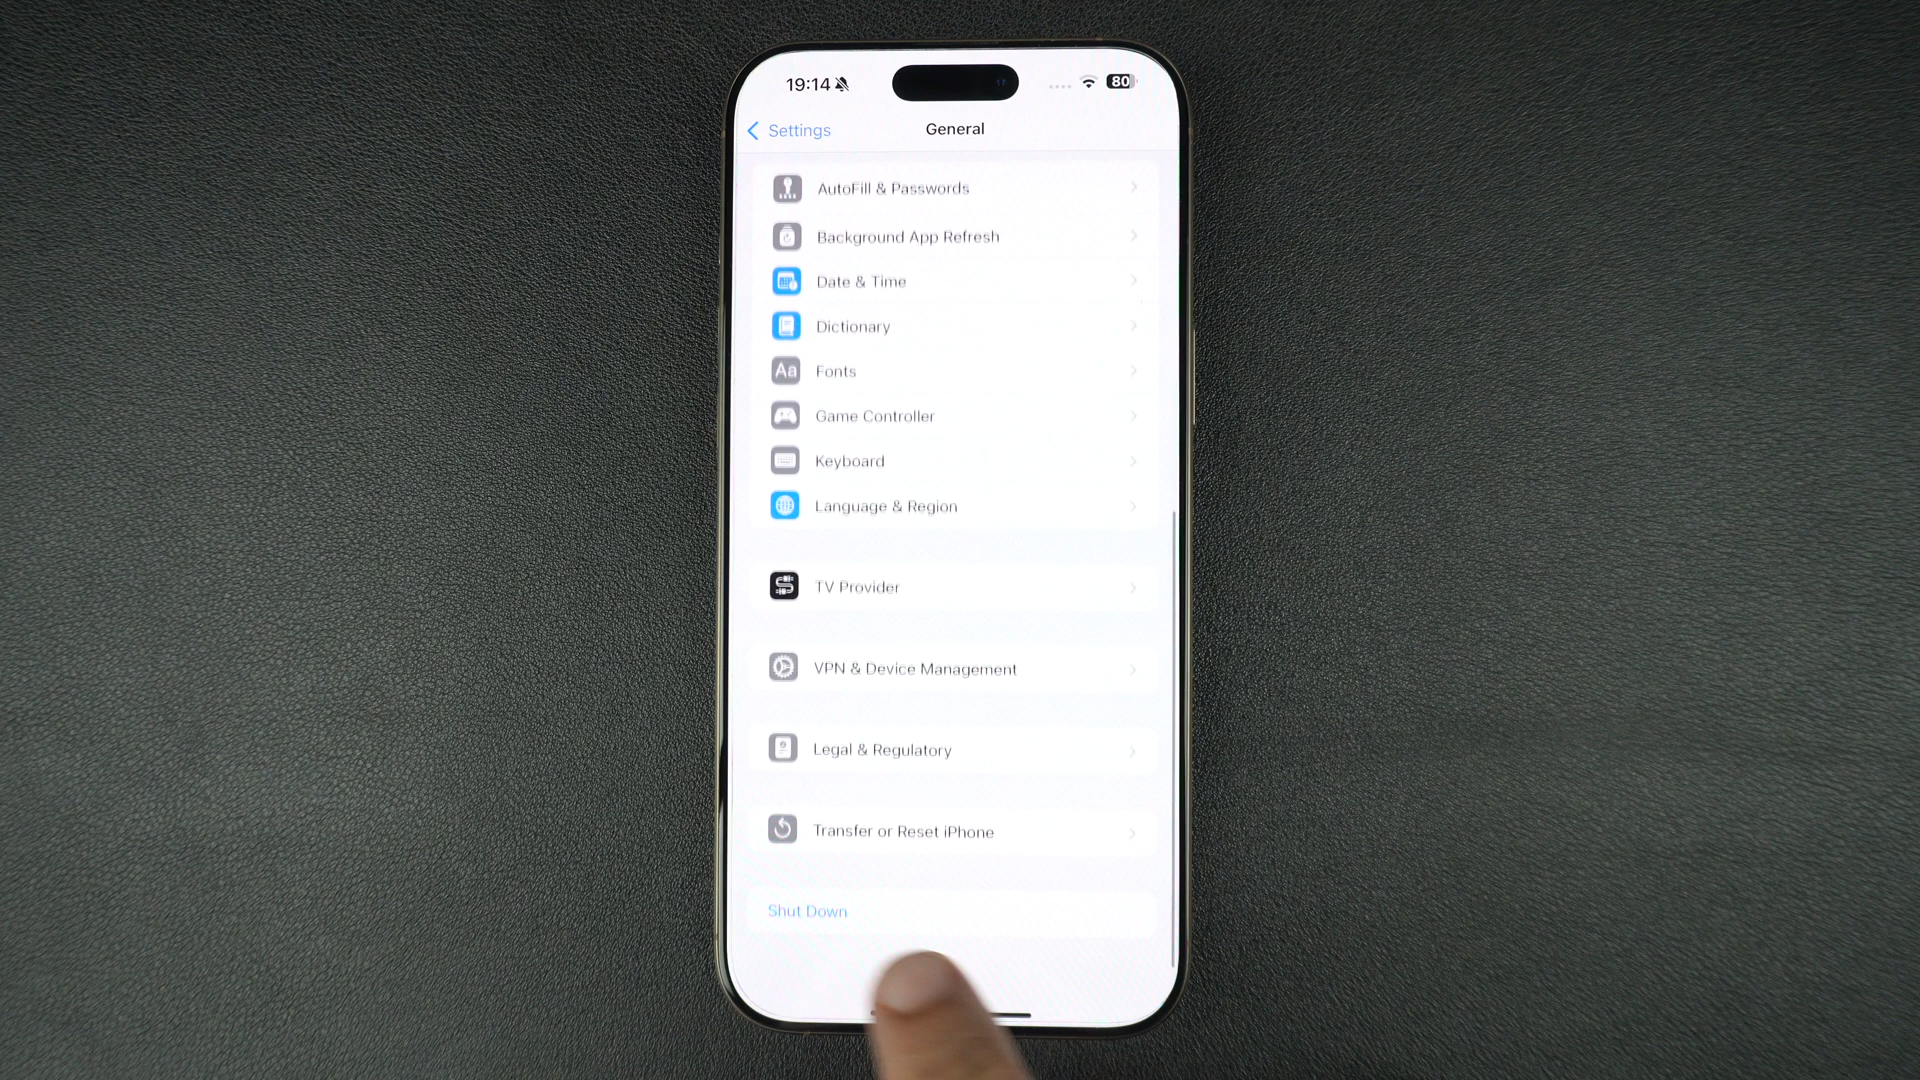 19:14
80
Settings
General
AutoFill & Passwords
Background App Refresh
Date & Time
Dictionary
Aa
Fonts
Game Controller
Keyboard
Language & Region
TV Provider
VPN & Device Management
Legal & Regulatory
Transfer or Reset iPhone
Shut Down